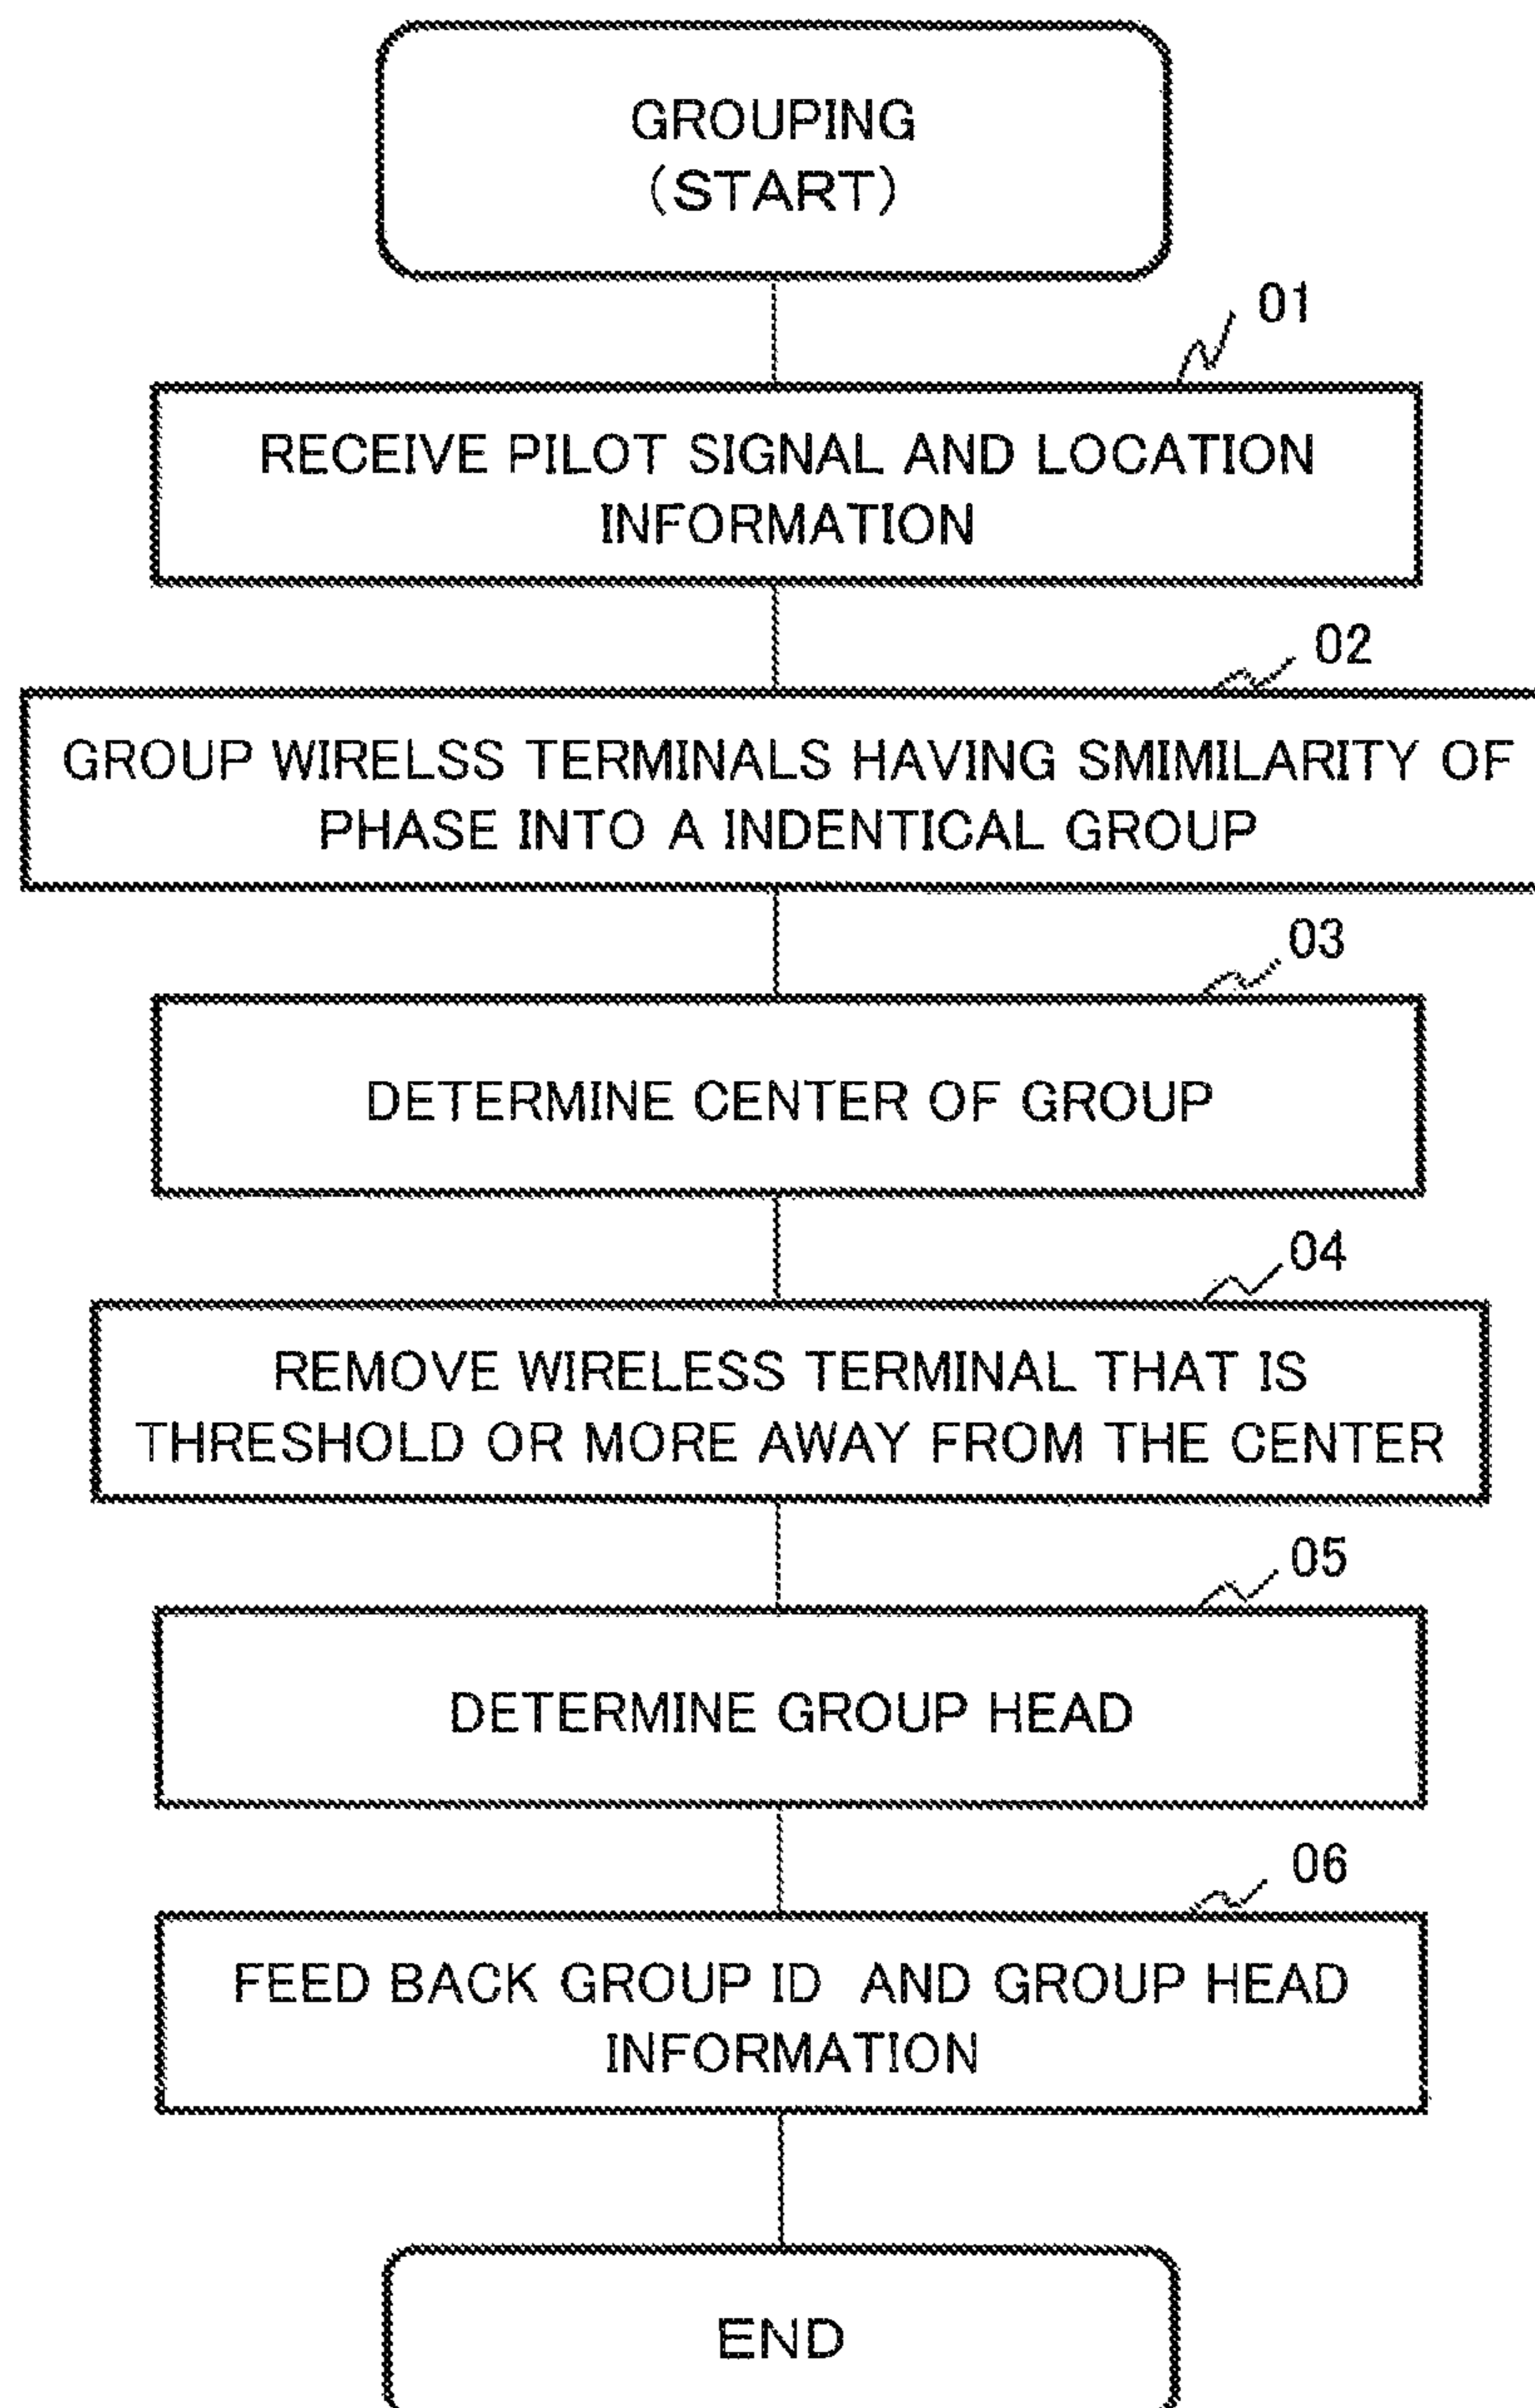 GROUPING
(START)
01
RECEIVE PILOT SIGNAL AND LOCATION
INFORMATION
02
GROUP WIRELSS TERMINALS HAVING SMIMILARITY OF
PHASE INTO A INDENTICAL GROUP
03
DETERMINE CENTER OF GROUP
04
REMOVE WIRELESS TERMINAL THAT IS
THRESHOLD OR MORE AWAY FROM THE CENTER
05
DETERMINE GROUP HEAD
06
FEED BACK GROUP ID AND GROUP HEAD
INFORMATION
END